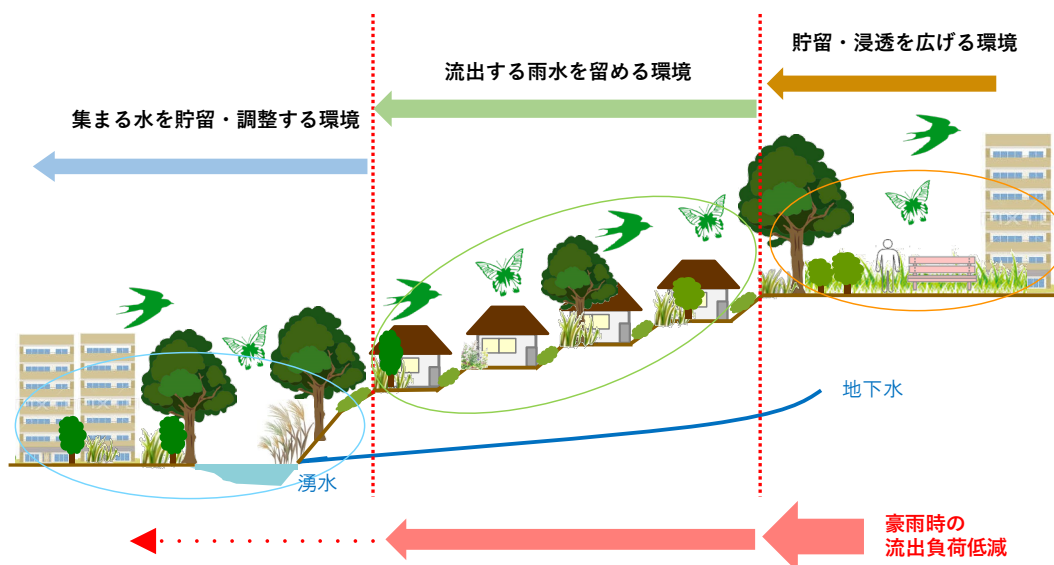 貯留・浸透を広げる環境
流出する雨水を留める環境
集まる水を貯留・調整する環境
地下水
湧水
豪雨時の
流出負荷低減